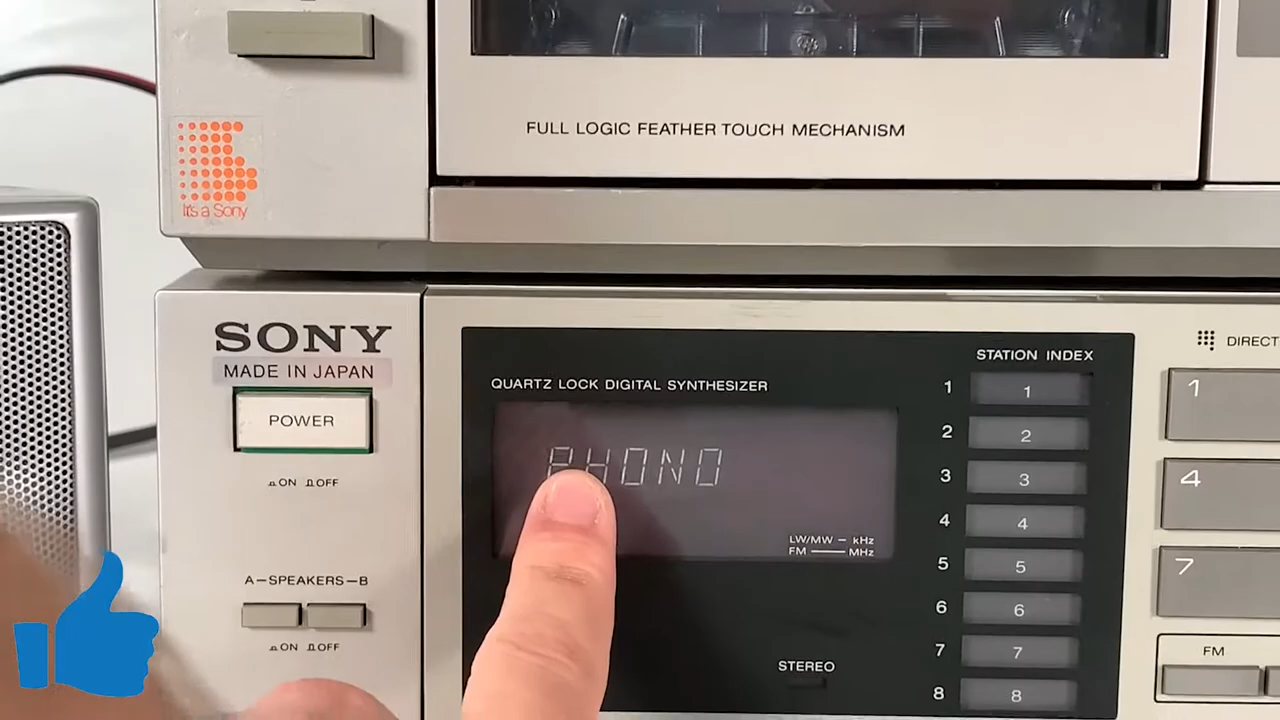 FULL LOGIC FEATHER TOUCH MECHANISM
It's a Sony
SONY
MADE IN JAPAN
POWER
ON OFF
A-SPEAKERS-B
ON OFF
QUARTZ LOCK DIGITAL SYNTHESIZER
PHONO
LW/MW - kHz
FM — MHz
STEREO
STATION INDEX
1 1
2 2
3 3
4 4
5 5
6 6
7 7
8 8
DIRECT
1
4
7
FM